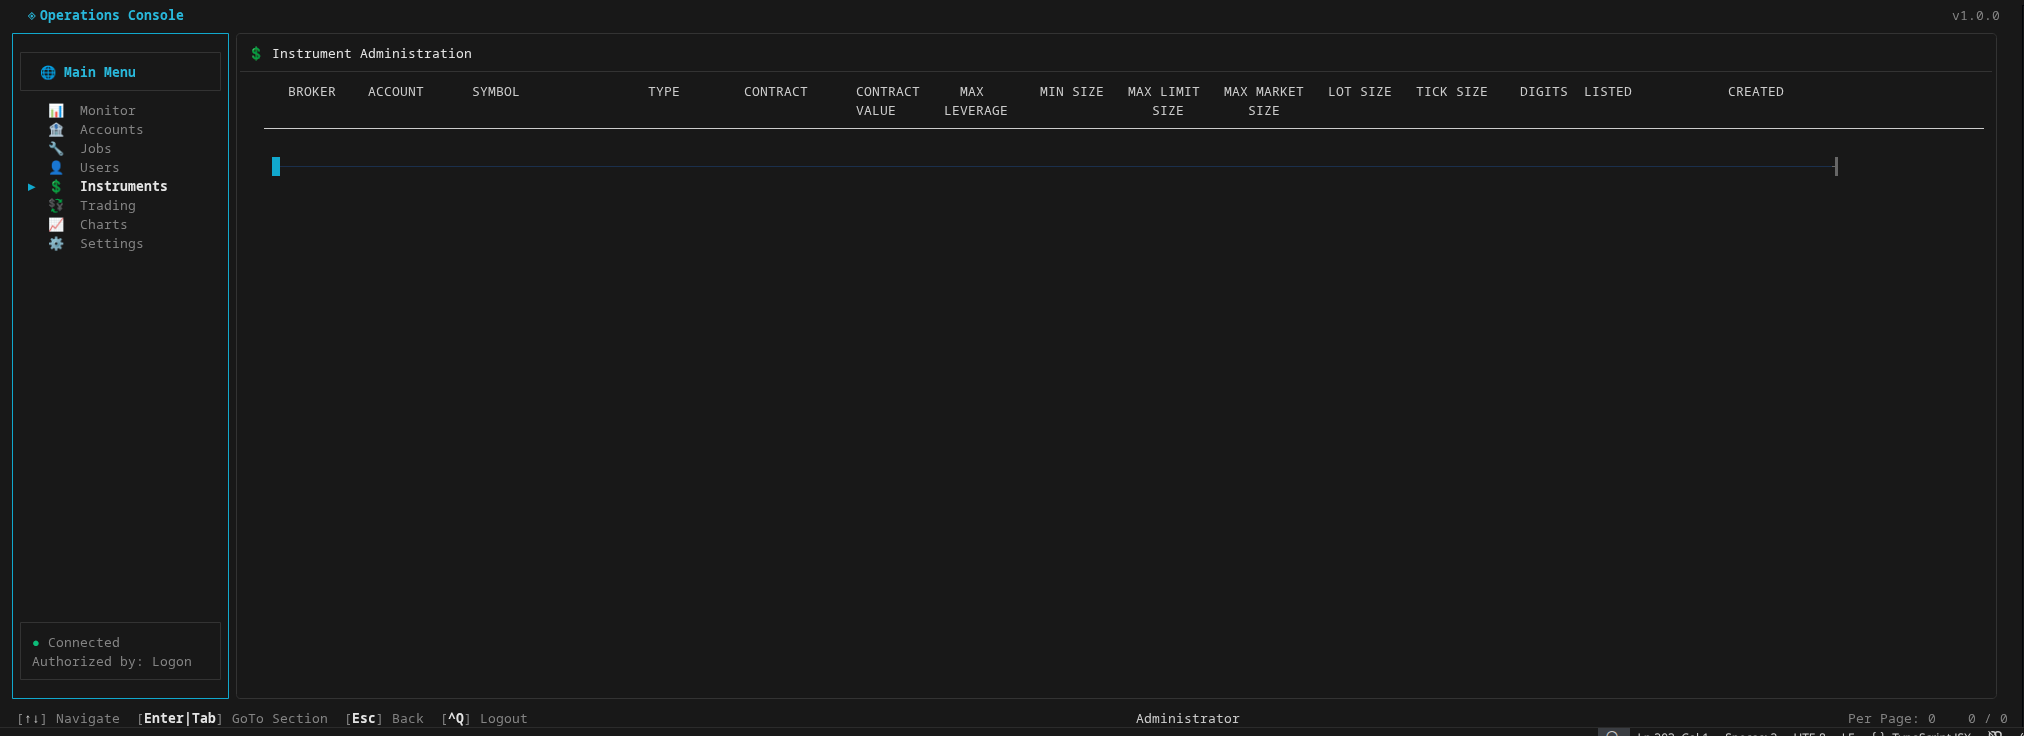 Operations Console v1.0.0
Instrument Administration
Main Menu
BROKER ACCOUNT SYMBOL TYPE CONTRACT CONTRACT MAX MIN SIZE MAX LIMIT MAX MARKET LOT SIZE TICK SIZE DIGITS LISTED CREATED
VALUE LEVERAGE SIZE SIZE
Monitor
Accounts
Jobs
Users
▶ Instruments
Trading
Charts
Settings
● Connected
Authorized by: Logon
[↑↓] Navigate [Enter|Tab] GoTo Section [Esc] Back [^Q] Logout Administrator Per Page: 0 0 / 0